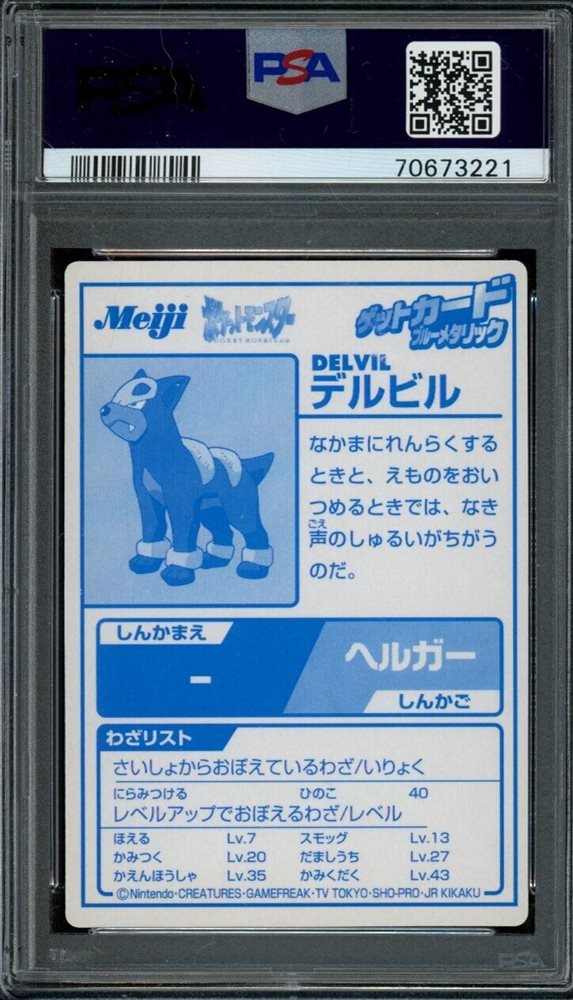 PSA
PSA
70673221
Meiji
ポケットモンスター
POCKET MONSTERS
ゲットカード
ブルーメタリック
DELVIL
デルビル
なかまにれんらくする
ときと、えものをおい
つめるときでは、なき
ごえ
声のしゅるいがちがう
のだ。
しんかまえ
-
ヘルガー
しんかご
わざリスト
さいしょからおぼえているわざ/いりょく
にらみつける ひのこ 40
レベルアップでおぼえるわざ/レベル
ほえる Lv.7 スモッグ Lv.13
かみつく Lv.20 だましうち Lv.27
かえんほうしゃ Lv.35 かみくだく Lv.43
©Nintendo·CREATURES·GAMEFREAK·TV TOKYO·SHO-PRO·JR KIKAKU
PSA